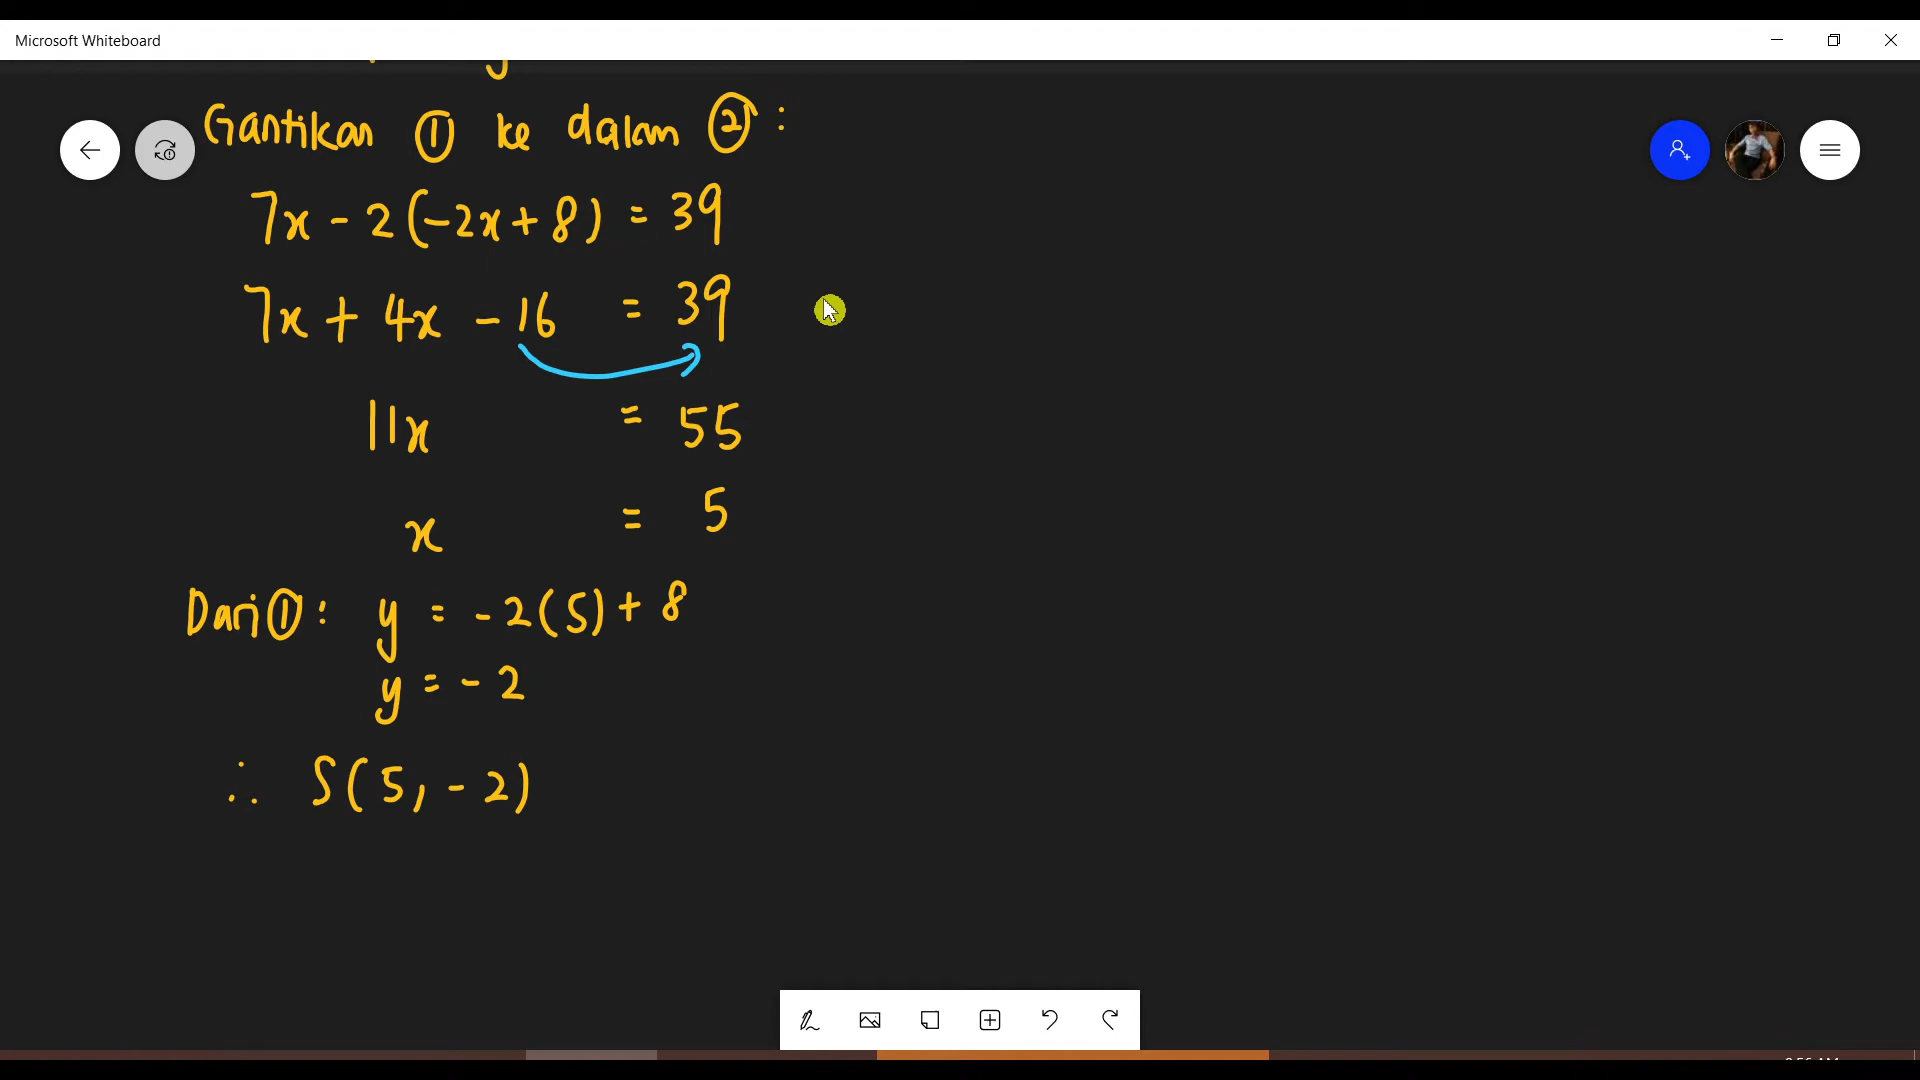 Microsoft Whiteboard
Gantikan ① ke dalam ② :
7x - 2(-2x + 8) = 39
7x + 4x - 16 = 39
11x = 55
x = 5
Dari ① : y = -2(5) + 8
y = -2
∴ S(5, -2)